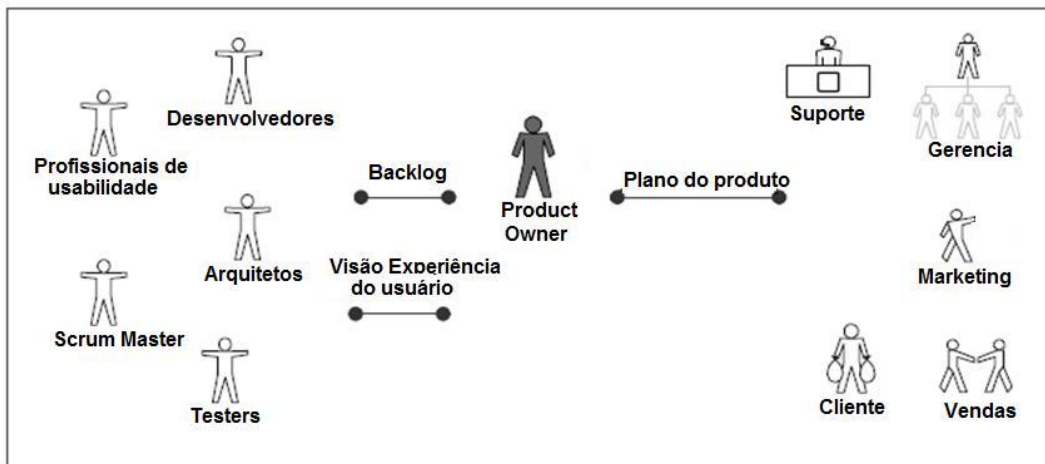 Desenvolvedores
Profissionais de
usabilidade
Arquitetos
Scrum Master
Testers
Backlog
Visão Experiência
do usuário
Product
Owner
Plano do produto
Suporte
Gerencia
Marketing
Cliente
Vendas